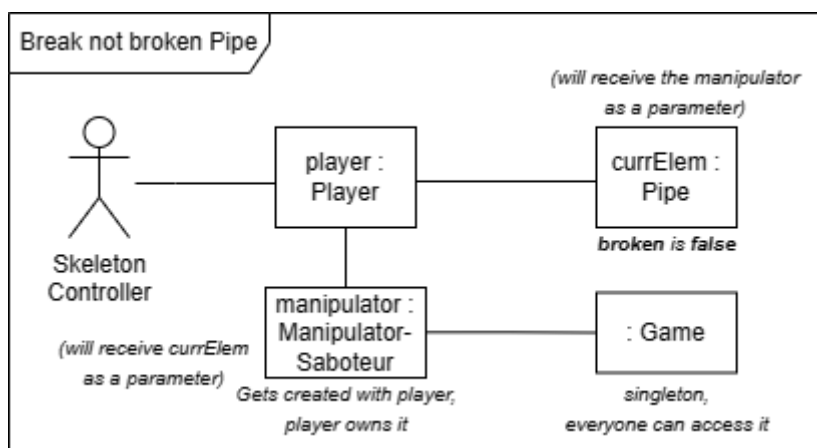 Break not broken Pipe
(will receive the manipulator
as a parameter)
player :
Player
currElem :
Pipe
broken is false
Skeleton
Controller
manipulator :
Manipulator-
Saboteur
: Game
(will receive currElem
as a parameter)
Gets created with player,
player owns it
singleton,
everyone can access it